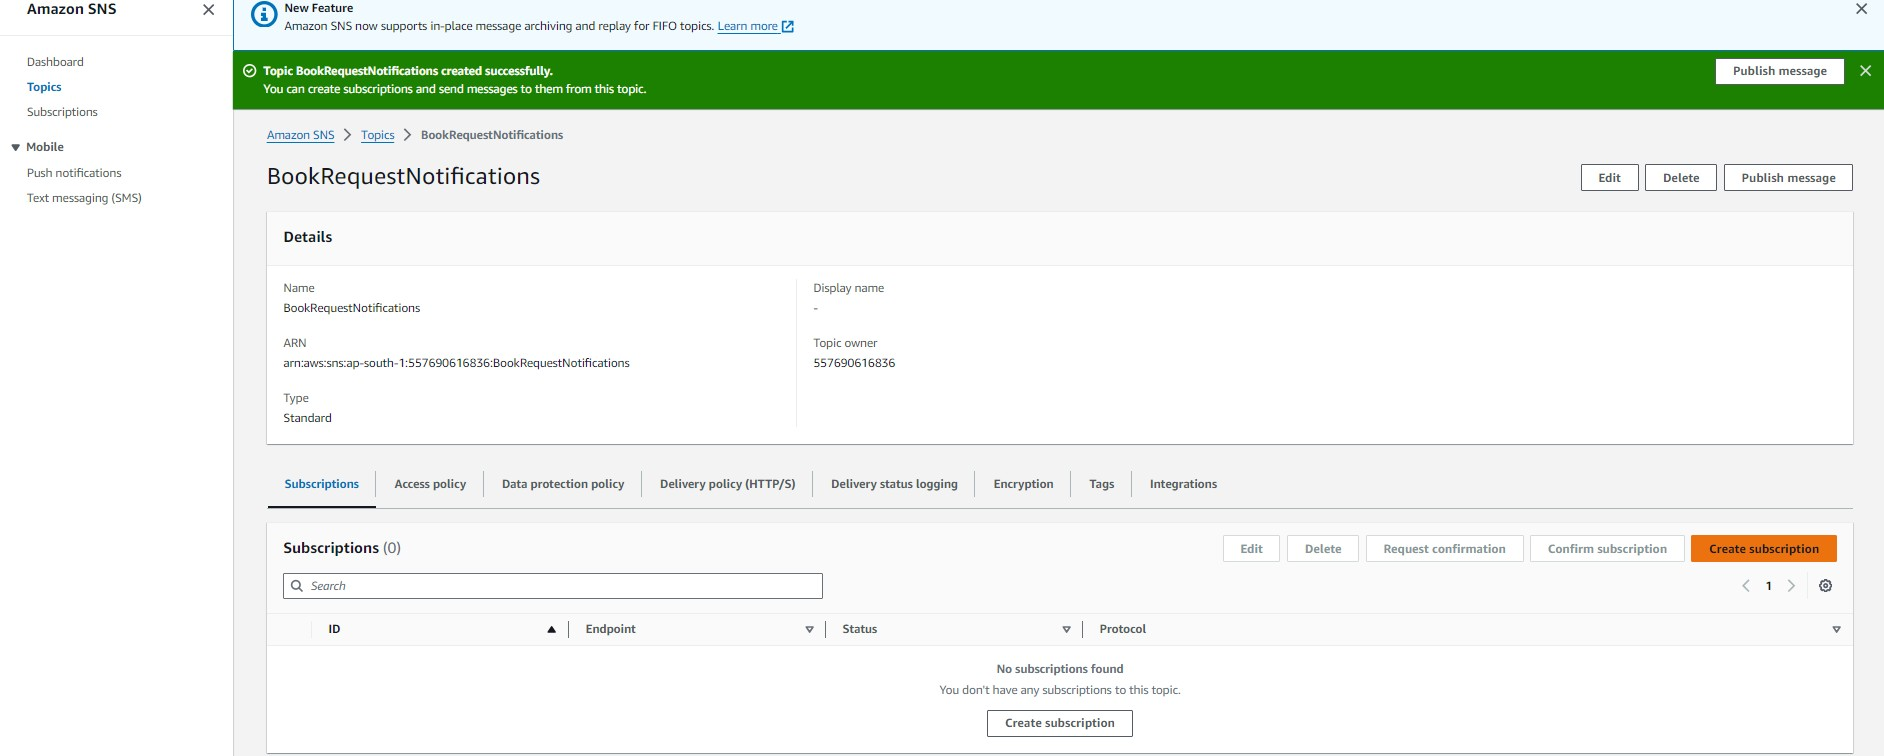 Amazon SNS
Dashboard
Topics
Subscriptions
Mobile
Push notifications
Text messaging (SMS)
New Feature
Amazon SNS now supports in-place message archiving and replay for FIFO topics. Learn more
Topic BookRequestNotifications created successfully.
You can create subscriptions and send messages to them from this topic.
Publish message
Amazon SNS Topics BookRequestNotifications
BookRequestNotifications
Edit Delete Publish message
Details
Name
BookRequestNotifications
ARN
arn:aws:sns:ap-south-1:557690616836:BookRequestNotifications
Type
Standard
Display name
-
Topic owner
557690616836
Subscriptions Access policy Data protection policy Delivery policy (HTTP/S) Delivery status logging Encryption Tags Integrations
Subscriptions (0)
Edit Delete Request confirmation Confirm subscription Create subscription
Search
1
ID Endpoint Status Protocol
No subscriptions found
You don't have any subscriptions to this topic.
Create subscription